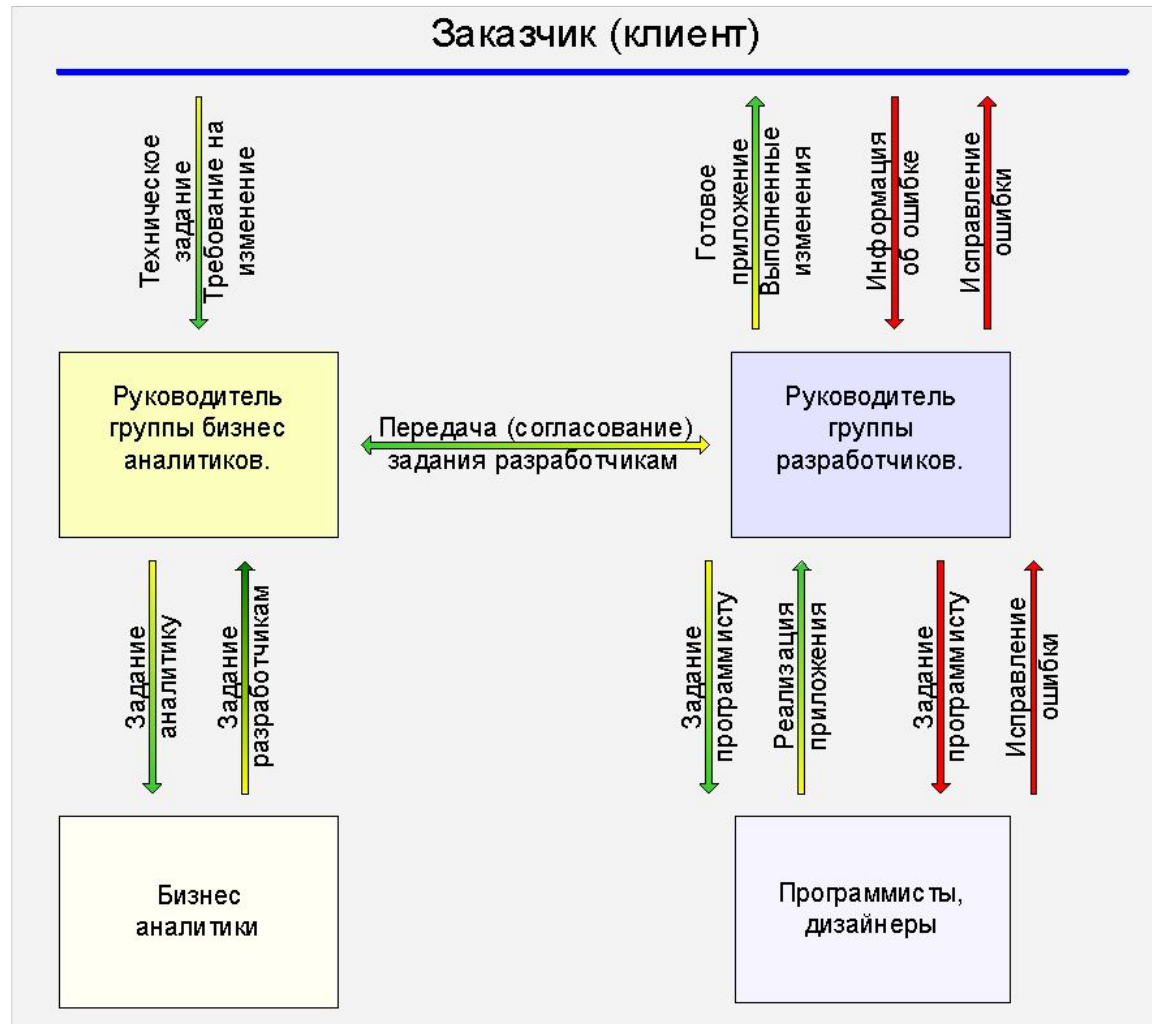 Заказчик (клиент)
Техническое
задание
Требование на
изменение
Готовое
приложение
Выполненные
изменения
Информация
об ошибке
Исправление
ошибки
Руководитель
группы бизнес
аналитиков.
Передача (согласование)
задания разработчикам
Руководитель
группы
разработчиков.
Задание
аналитику
Задание
разработчикам
Задание
программисту
Реализация
приложения
Задание
программисту
Исправление
ошибки
Бизнес
аналитики
Программисты,
дизайнеры